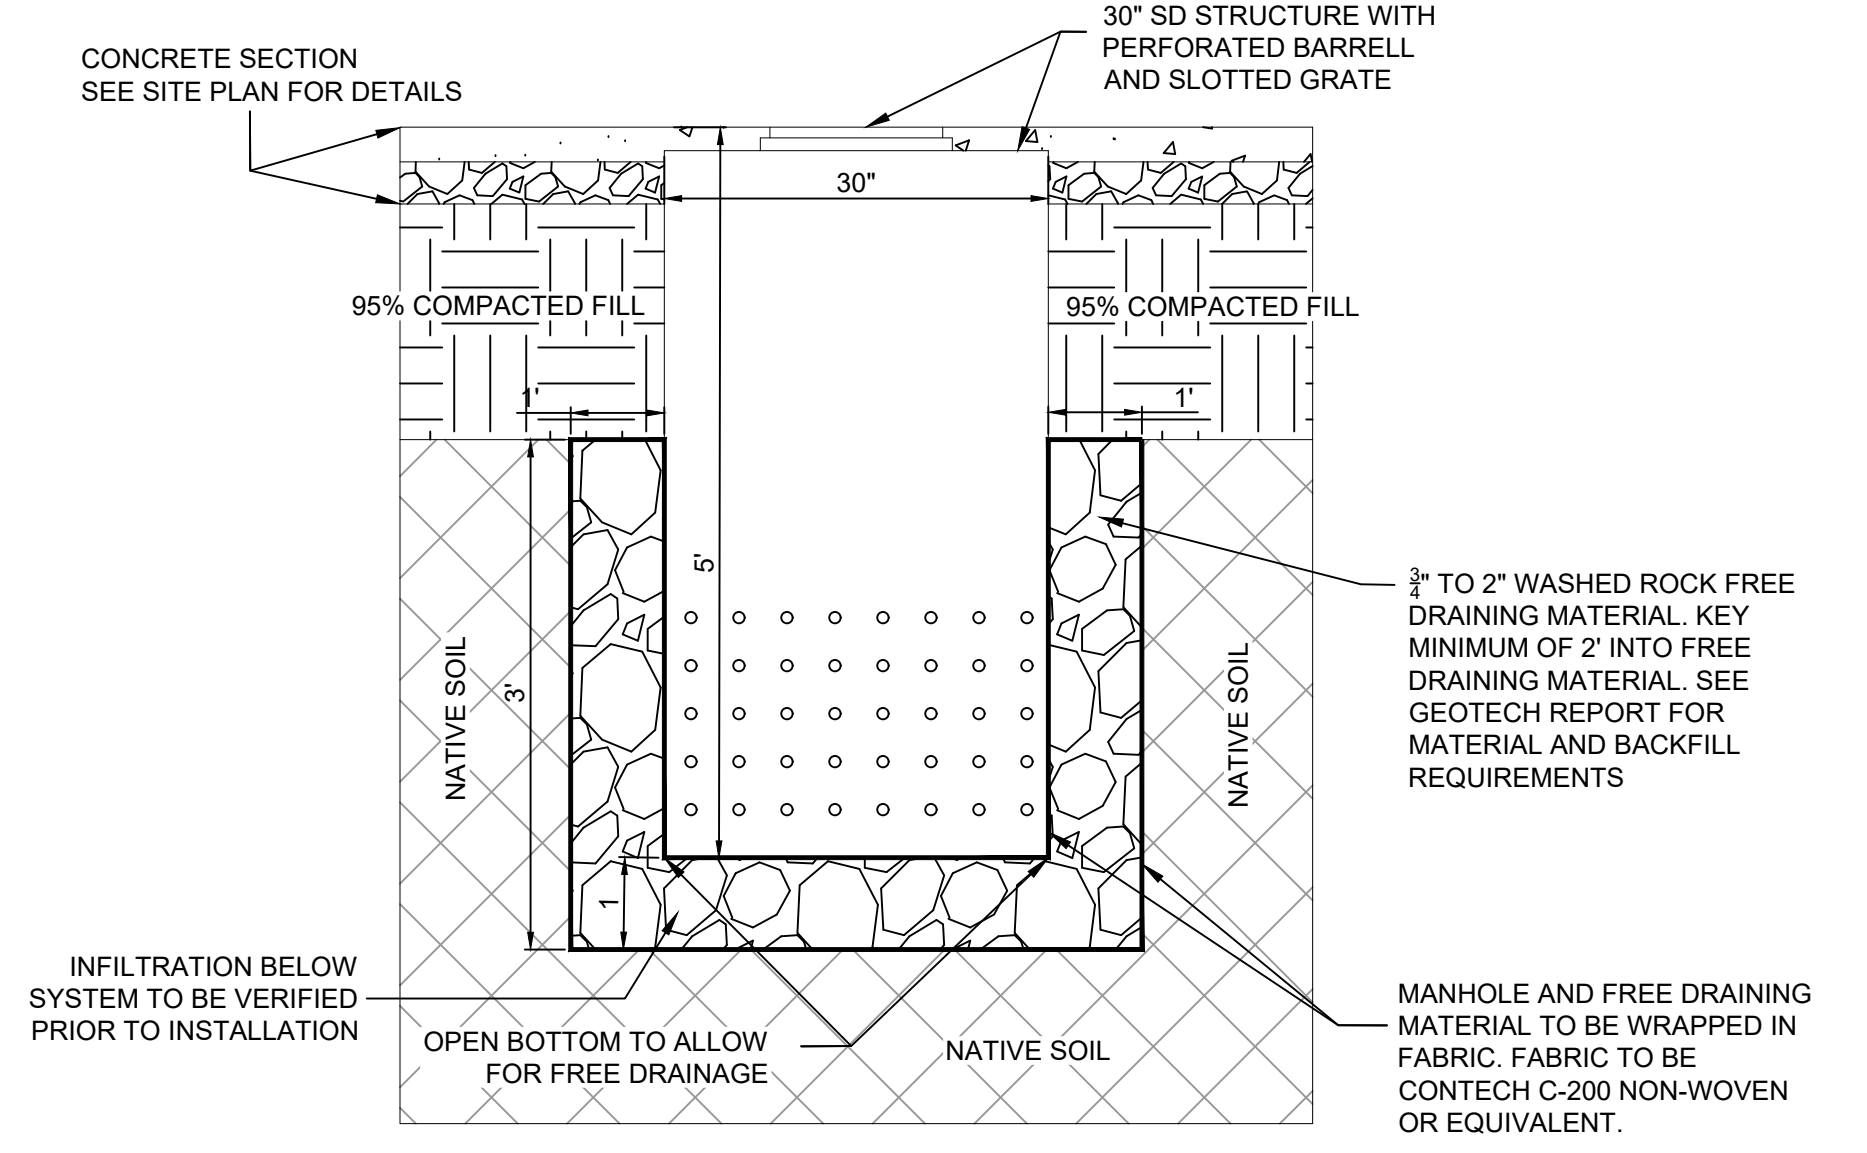 CONCRETE SECTION
SEE SITE PLAN FOR DETAILS
30" SD STRUCTURE WITH
PERFORATED BARRELL
AND SLOTTED GRATE
30"
95% COMPACTED FILL
95% COMPACTED FILL
1'
1'
5'
3'
1
NATIVE SOIL
NATIVE SOIL
3/4" TO 2" WASHED ROCK FREE
DRAINING MATERIAL. KEY
MINIMUM OF 2' INTO FREE
DRAINING MATERIAL. SEE
GEOTECH REPORT FOR
MATERIAL AND BACKFILL
REQUIREMENTS
INFILTRATION BELOW
SYSTEM TO BE VERIFIED
PRIOR TO INSTALLATION
OPEN BOTTOM TO ALLOW
FOR FREE DRAINAGE
NATIVE SOIL
MANHOLE AND FREE DRAINING
MATERIAL TO BE WRAPPED IN
FABRIC. FABRIC TO BE
CONTECH C-200 NON-WOVEN
OR EQUIVALENT.